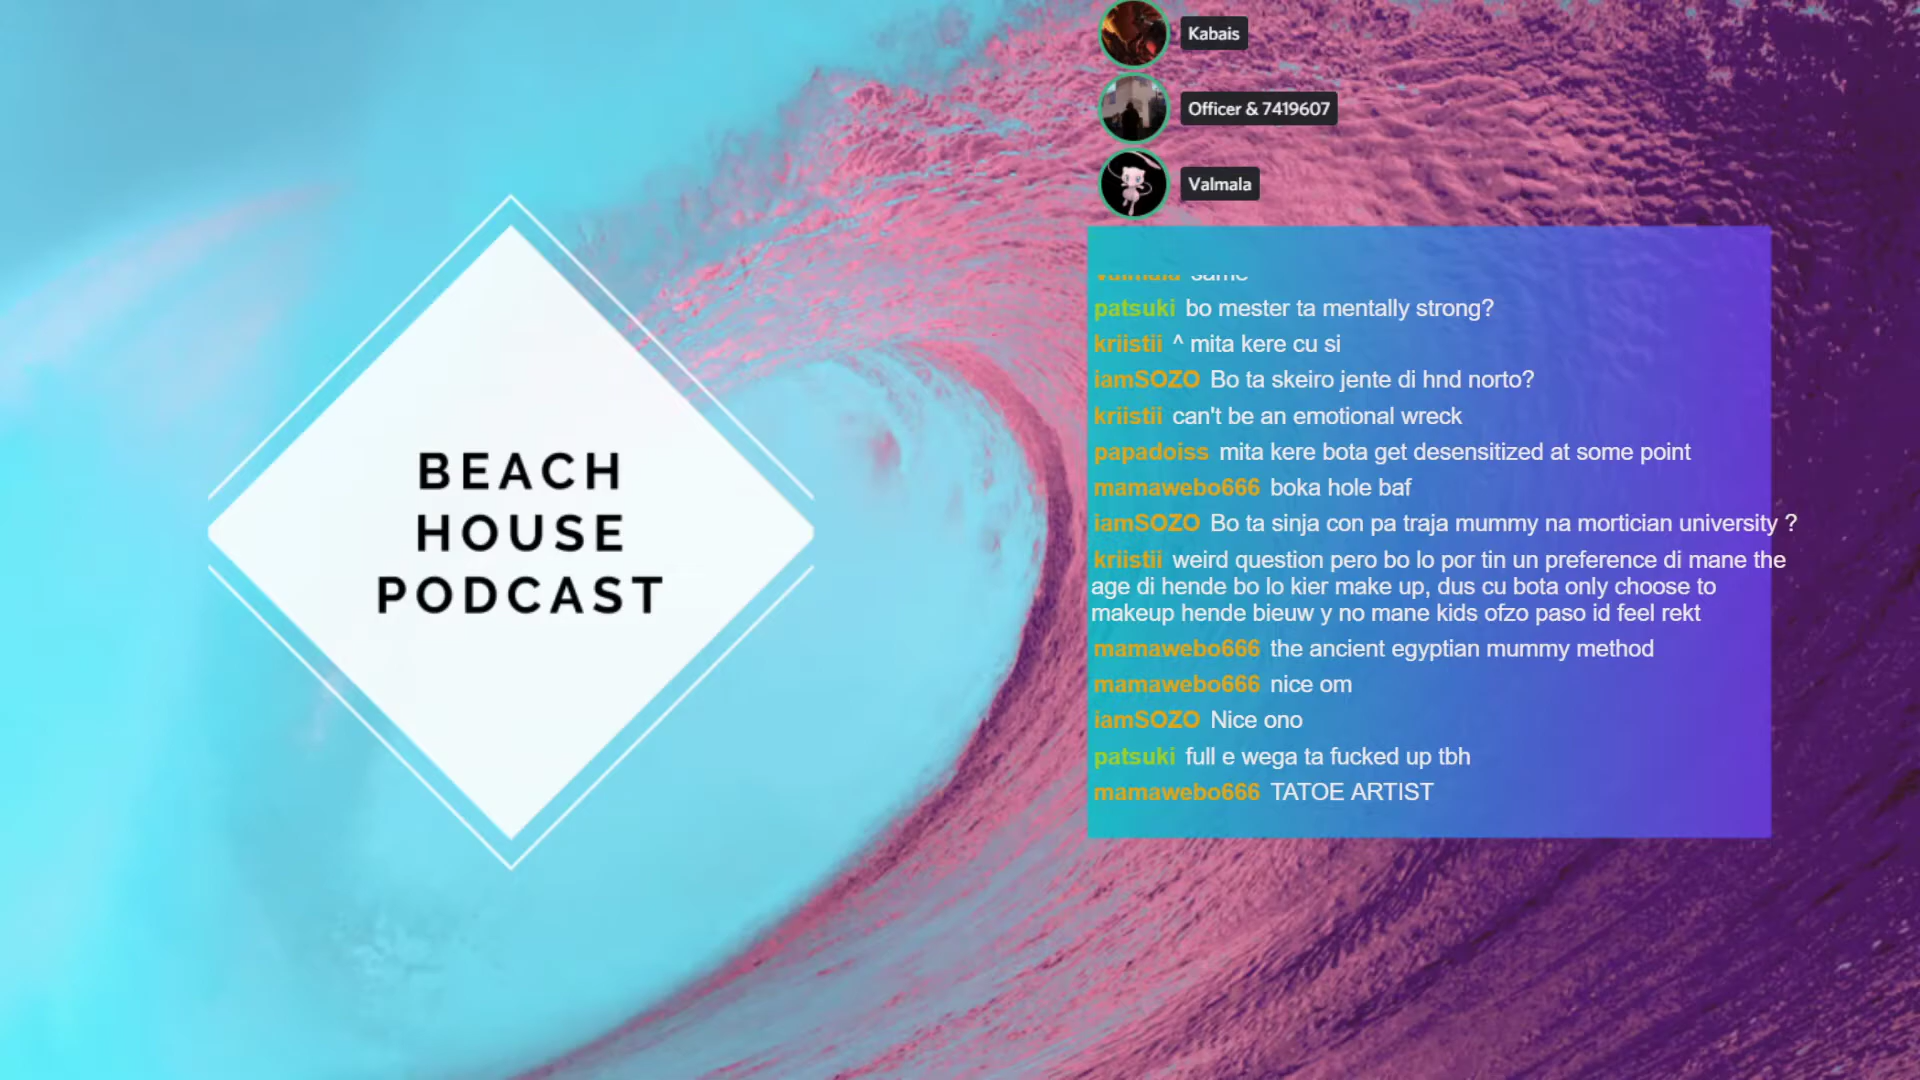 Kabais
Officer & 7419607
Valmala
BEACH
HOUSE
PODCAST
same
patsuki bo mester ta mentally strong?
kriistii ^ mita kere cu si
iamSOZO Bo ta skeiro jente di hnd norto?
kriistii can't be an emotional wreck
papadoiss mita kere bota get desensitized at some point
mamawebo666 boka hole baf
iamSOZO Bo ta sinja con pa traja mummy na mortician university ?
kriistii weird question pero bo lo por tin un preference di mane the
age di hende bo lo kier make up, dus cu bota only choose to
makeup hende bieuw y no mane kids ofzo paso id feel rekt
mamawebo666 the ancient egyptian mummy method
mamawebo666 nice om
iamSOZO Nice ono
patsuki full e wega ta fucked up tbh
mamawebo666 TATOE ARTIST